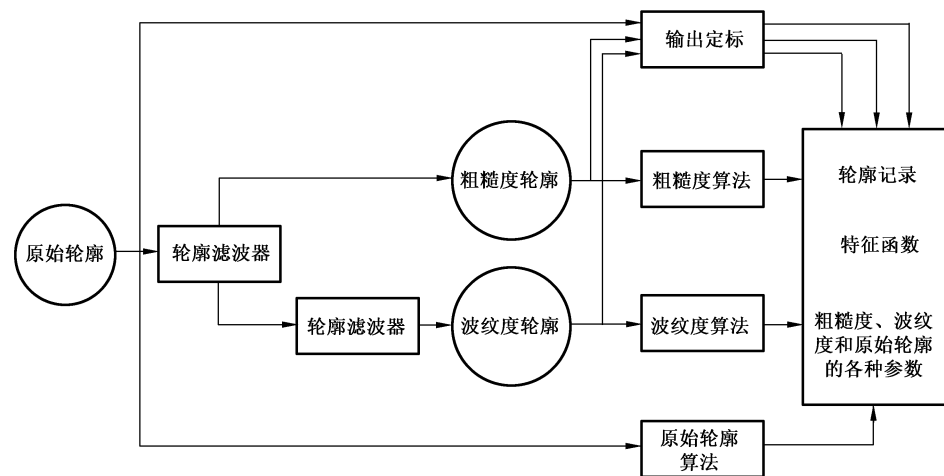 输出定标
粗糙度轮廓
粗糙度算法
轮廓记录
原始轮廓
轮廓滤波器
特征函数
轮廓滤波器
波纹度轮廓
波纹度算法
粗糙度、波纹
度和原始轮廓
的各种参数
原始轮廓
算法